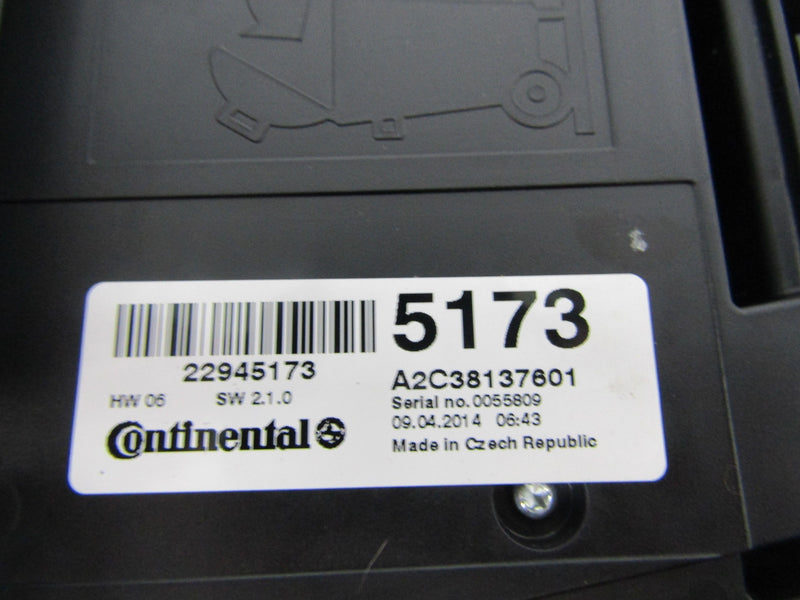 5173
22945173
A2C38137601
HW 06 SW 2.1.0
Serial no.0055809
09.04.2014 06:43
Continental
Made in Czech Republic